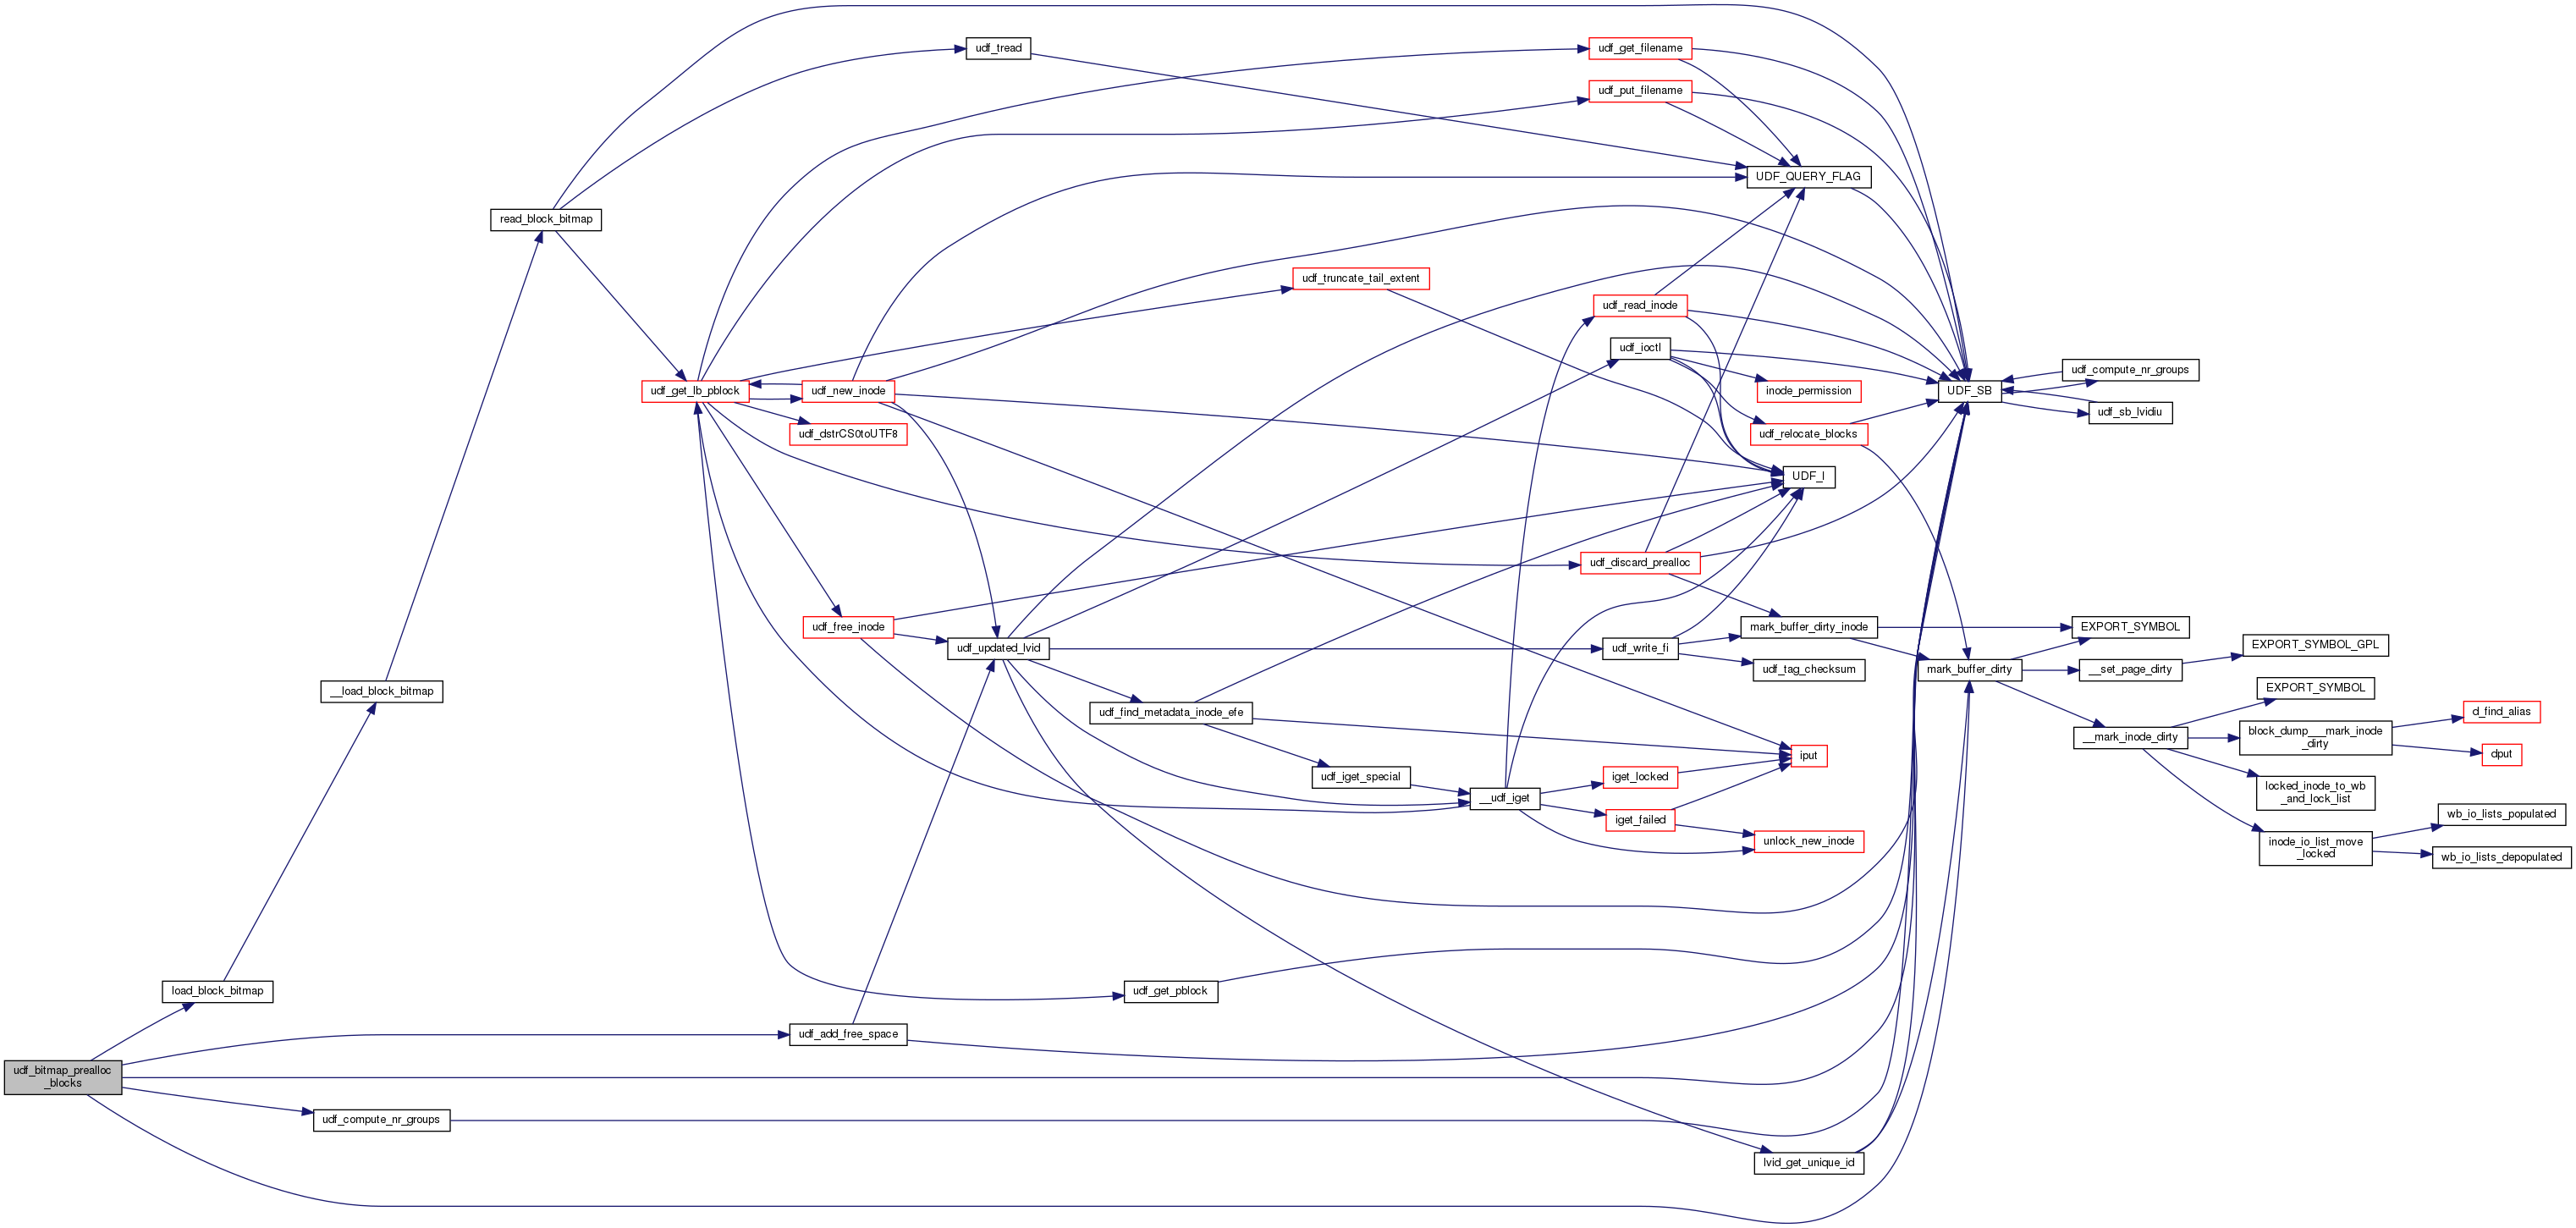 udf_tread
udf_get_filename
udf_put_filename
UDF_QUERY_FLAG
read_block_bitmap
udf_truncate_tail_extent
udf_read_inode
udf_ioctl
udf_compute_nr_groups
inode_permission
UDF_SB
udf_get_lb_pblock
udf_new_inode
udf_sb_lvidiu
udf_dstrCS0toUTF8
udf_relocate_blocks
UDF_I
udf_discard_prealloc
udf_free_inode
mark_buffer_dirty_inode
EXPORT_SYMBOL
udf_updated_lvid
udf_write_fi
EXPORT_SYMBOL_GPL
udf_tag_checksum
mark_buffer_dirty
__set_page_dirty
__load_block_bitmap
EXPORT_SYMBOL
udf_find_metadata_inode_efe
d_find_alias
__mark_inode_dirty
block_dump___mark_inode
_dirty
iput
dput
udf_iget_special
iget_locked
__udf_iget
locked_inode_to_wb
_and_lock_list
iget_failed
wb_io_lists_populated
unlock_new_inode
inode_io_list_move
_locked
wb_io_lists_depopulated
load_block_bitmap
udf_get_pblock
udf_add_free_space
udf_bitmap_prealloc
_blocks
udf_compute_nr_groups
lvid_get_unique_id